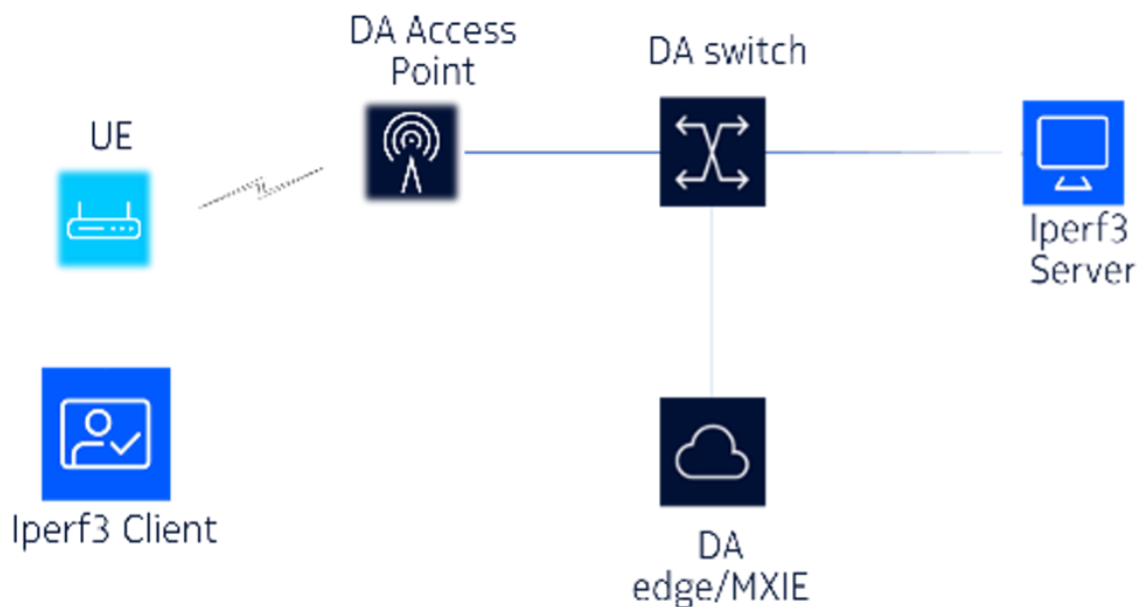 DA Access
Point
DA switch
UE
Iperf3
Server
Iperf3 Client
DA
edge/MXIE